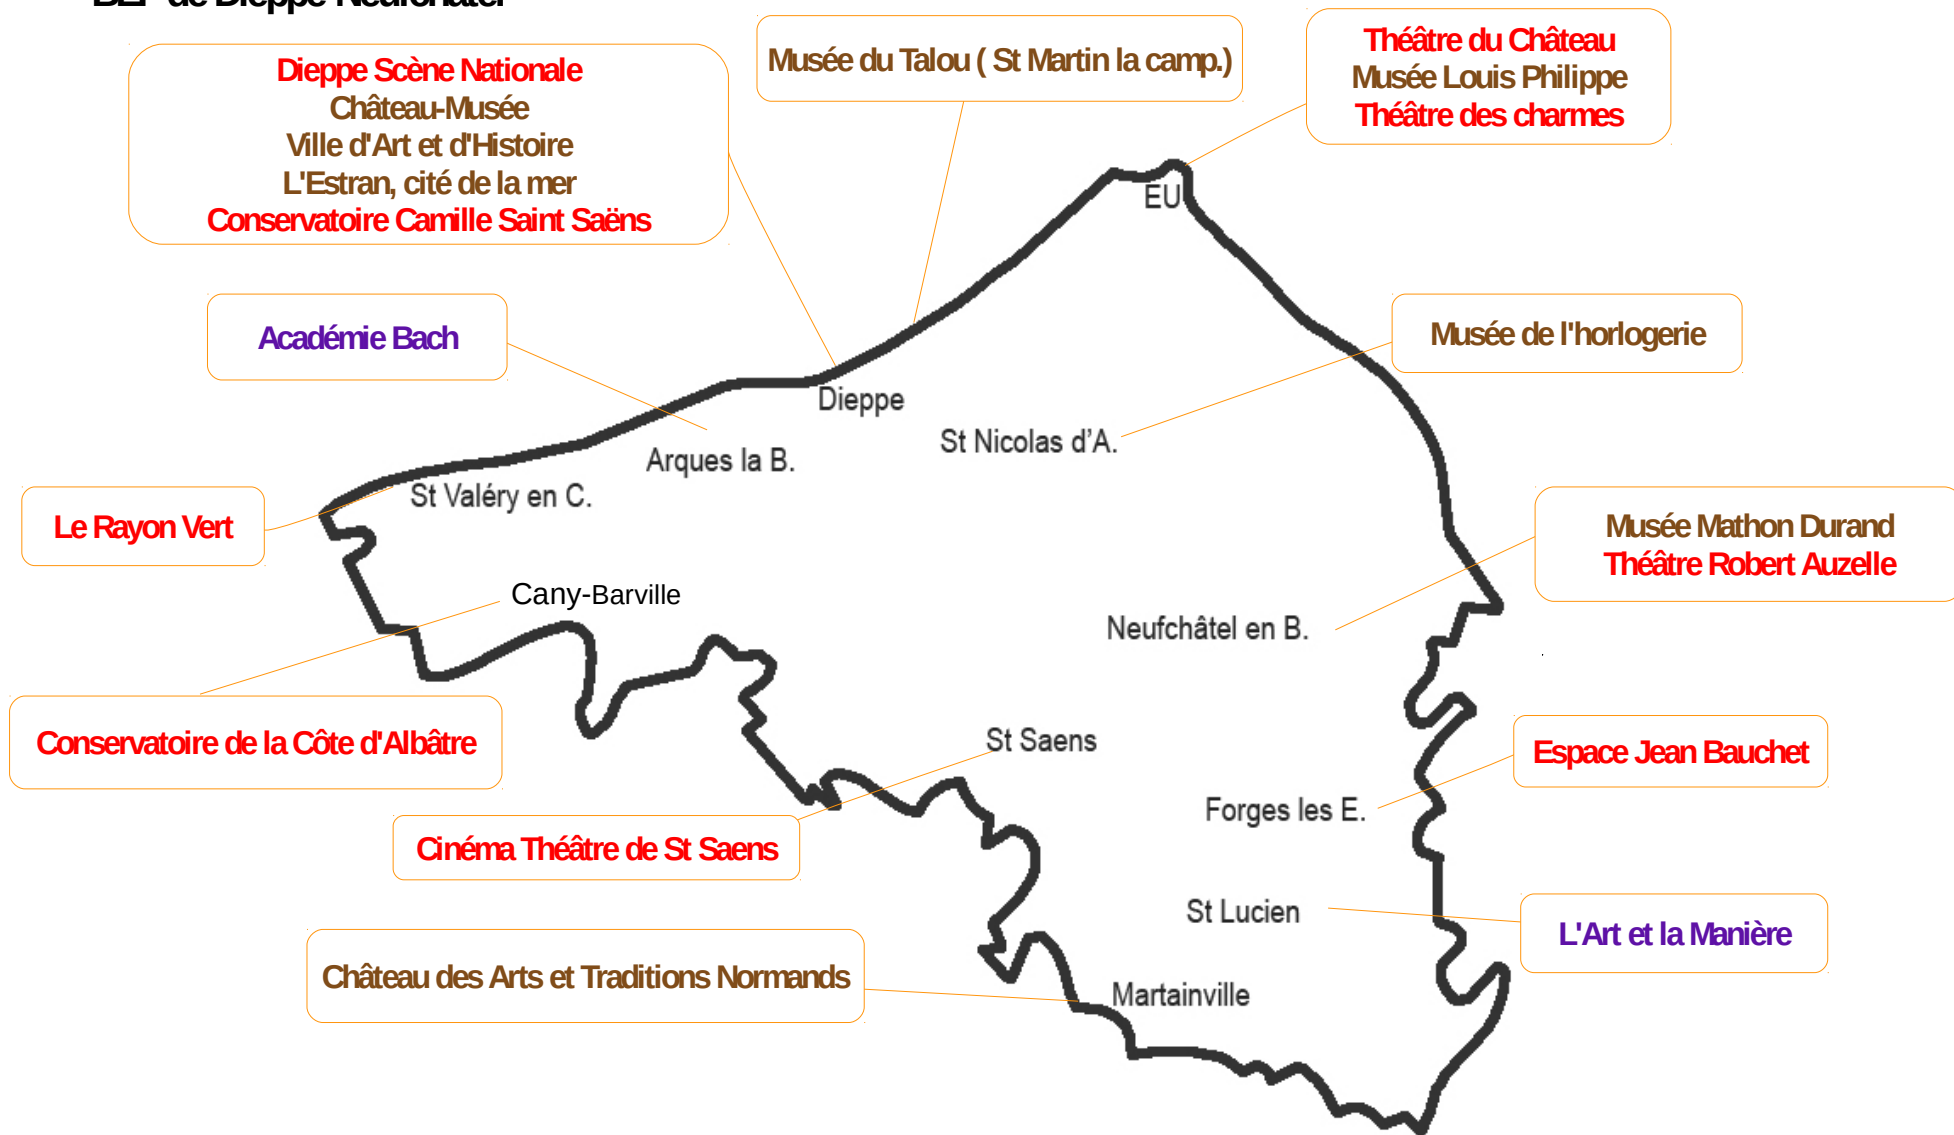 de Dieppe-Neufchâtel
Dieppe Scène Nationale
Château-Musée
Ville d'Art et d'Histoire
L'Estran, cité de la mer
Conservatoire Camille Saint Saëns
Musée du Talou ( St Martin la camp.)
Théâtre du Château
Musée Louis Philippe
Théâtre des charmes
EU
Académie Bach
Musée de l'horlogerie
Dieppe
St Nicolas d'A.
Arques la B.
St Valéry en C.
Le Rayon Vert
Musée Mathon Durand
Théâtre Robert Auzelle
Cany-Barville
Neufchâtel en B.
Conservatoire de la Côte d'Albâtre
St Saens
Espace Jean Bauchet
Forges les E.
Cinéma Théâtre de St Saens
St Lucien
L'Art et la Manière
Château des Arts et Traditions Normands
Martainville